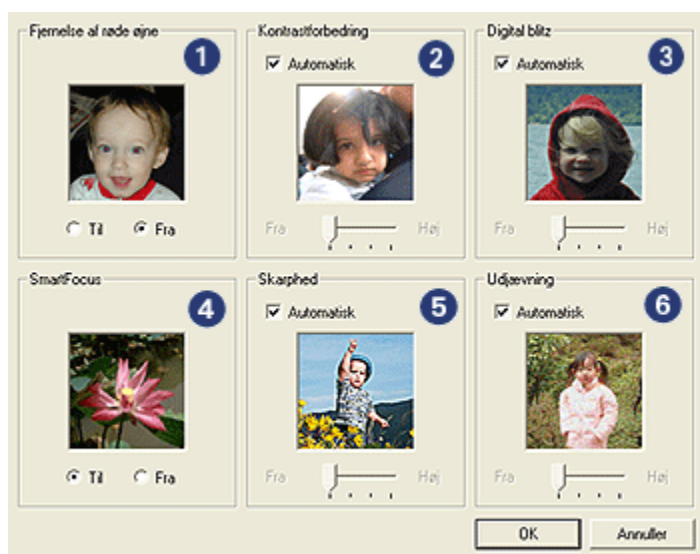 Fjernelse af røde øjne
1
Til
Fra
Kontrastforbedring
2
Automatisk
Fra
Høj
Digital blitz
3
Automatisk
Fra
Høj
SmartFocus
4
Til
Fra
Skarphed
5
Automatisk
Fra
Høj
Udjævning
6
Automatisk
Fra
Høj
OK
Annuller